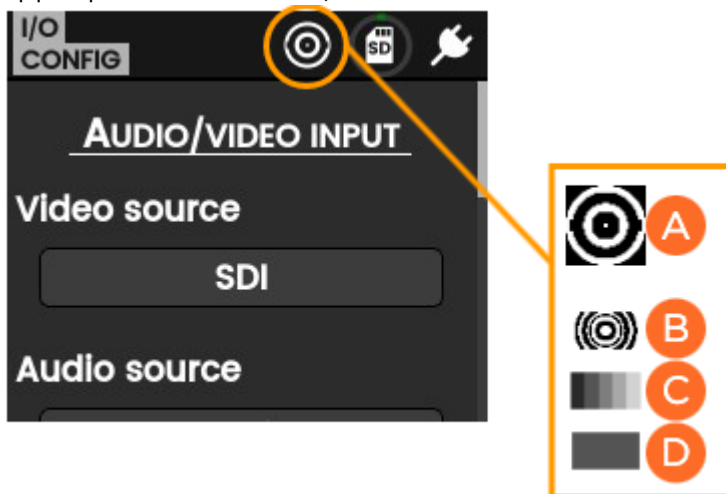 I/O
CONFIG
SD
AUDIO/VIDEO INPUT
Video source
SDI
Audio source
A
B
C
D